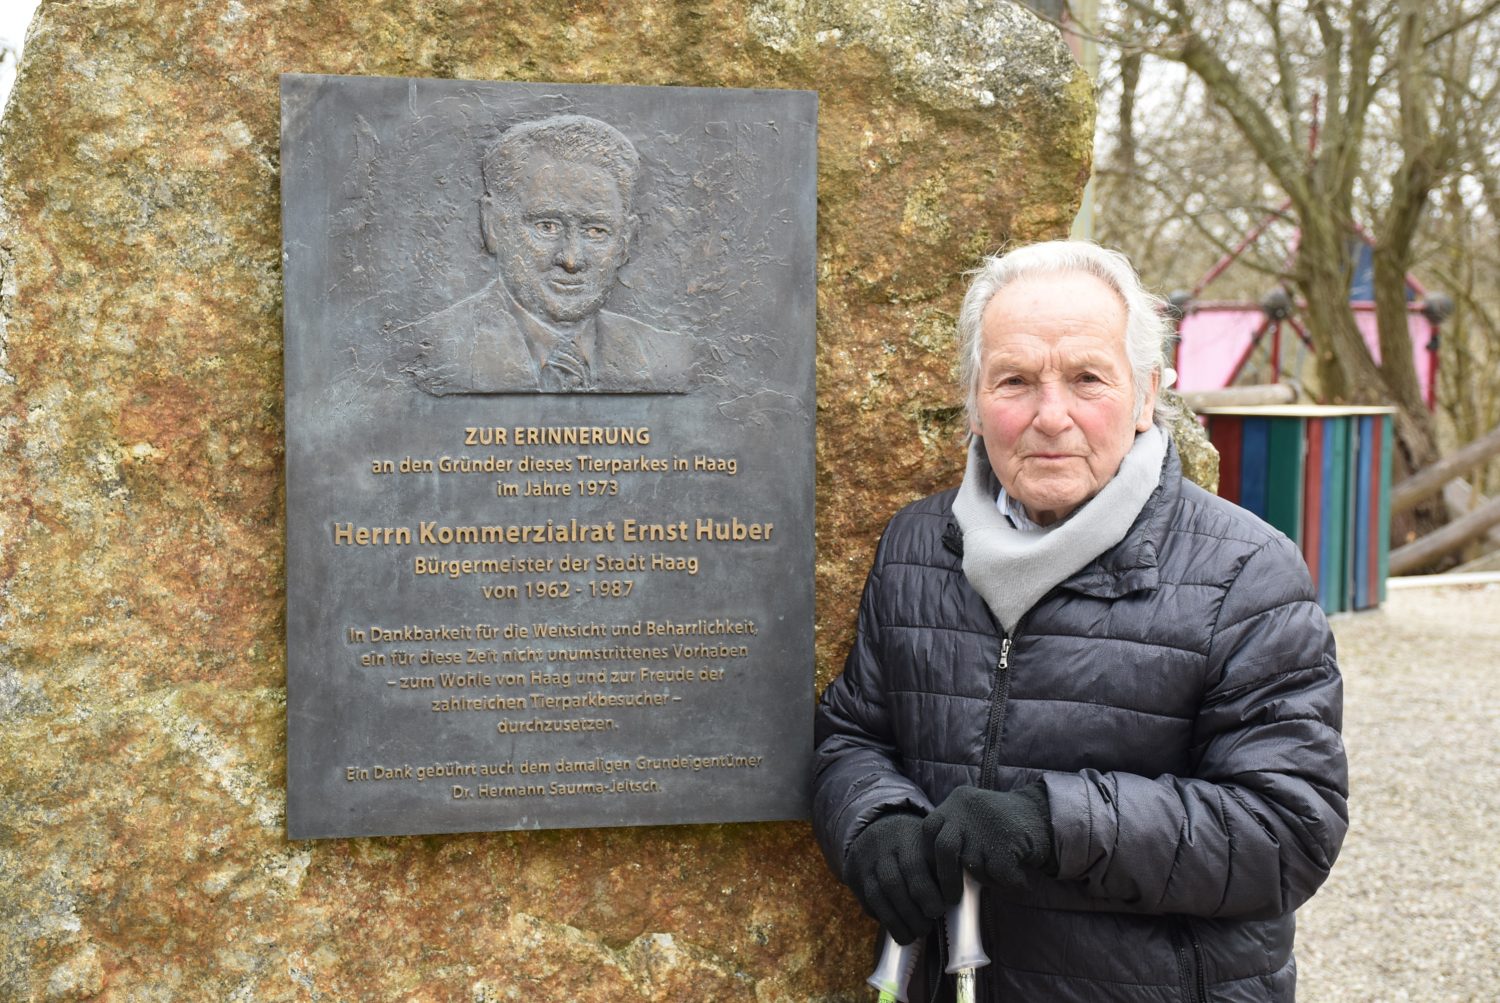 ZUR ERINNERUNG
an den Gründer dieses Tierparkes in Haag
im Jahre 1973
Herrn Kommerzialrat Ernst Huber
Bürgermeister der Stadt Haag
von 1962 - 1987
In Dankbarkeit für die Weitsicht und Beharrlichkeit,
ein für diese Zeit nicht unumstrittenes Vorhaben
– zum Wohle von Haag und zur Freude der
zahlreichen Tierparkbesucher –
durchzusetzen.
Ein Dank gebührt auch dem damaligen Grundeigentümer
Dr. Hermann Saurma-Jeltsch.